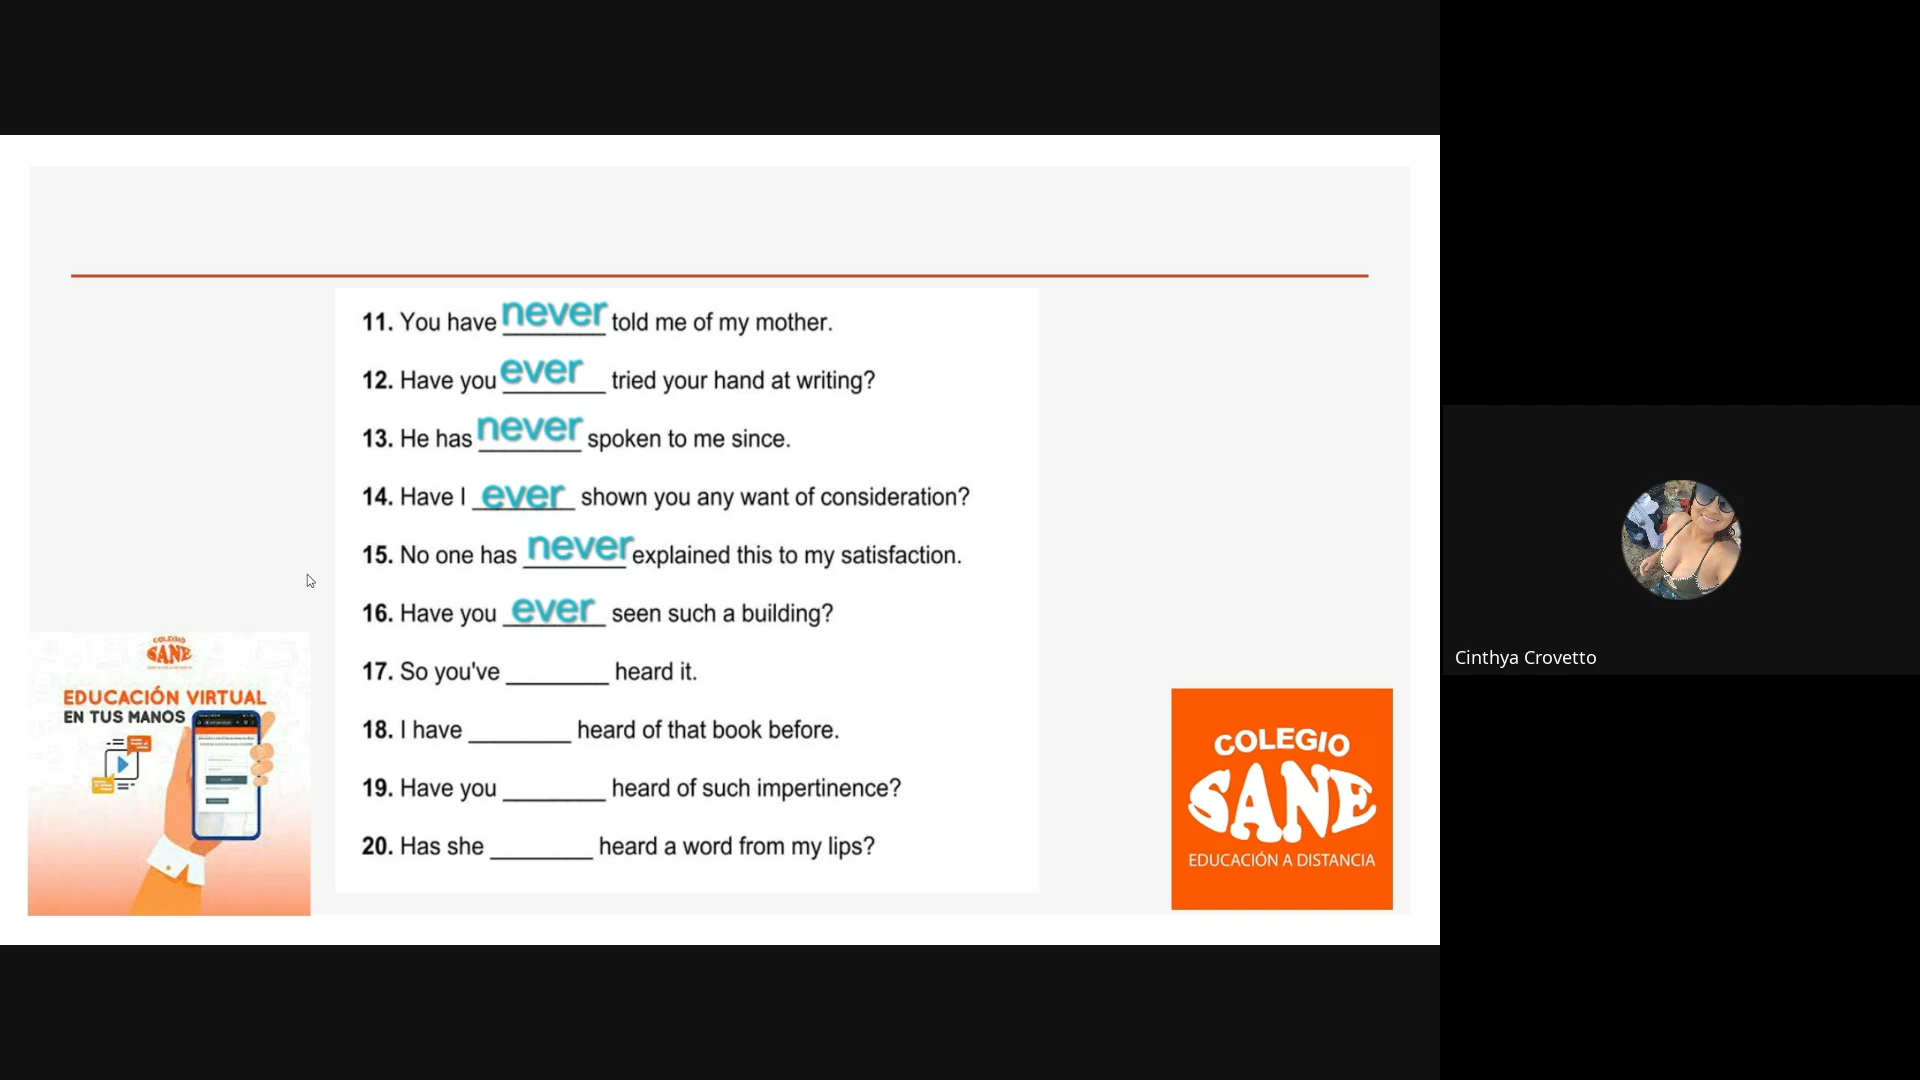 11. You have never told me of my mother.
12. Have you ever tried your hand at writing?
13. He has never spoken to me since.
14. Have I ever shown you any want of consideration?
15. No one has never explained this to my satisfaction.
16. Have you ever seen such a building?
17. So you've ________ heard it.
18. I have ________ heard of that book before.
19. Have you ________ heard of such impertinence?
20. Has she ________ heard a word from my lips?
COLEGIO
SANE
EDUCACIÓN VIRTUAL
EN TUS MANOS
COLEGIO
SANE
EDUCACIÓN A DISTANCIA
Cinthya Crovetto